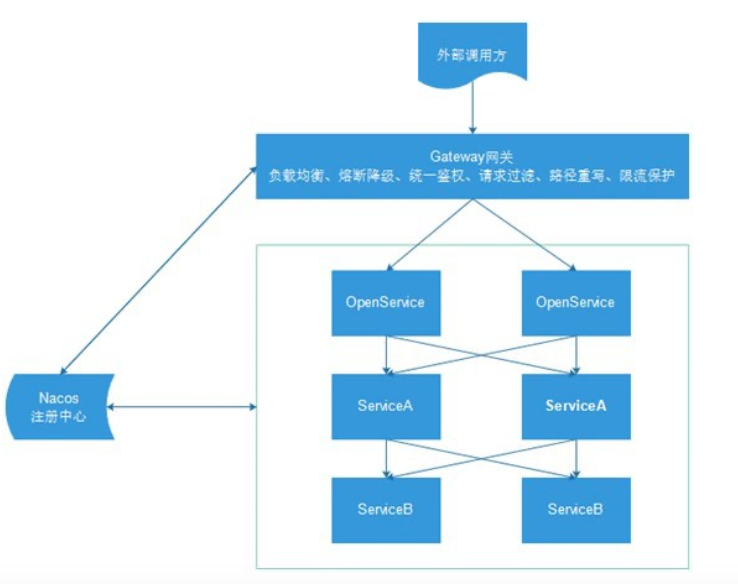 外部调用方
Gateway网关
负载均衡、熔断降级、统一鉴权、请求过滤、路径重写、限流保护
OpenService
OpenService
Nacos
注册中心
ServiceA
ServiceA
ServiceB
ServiceB